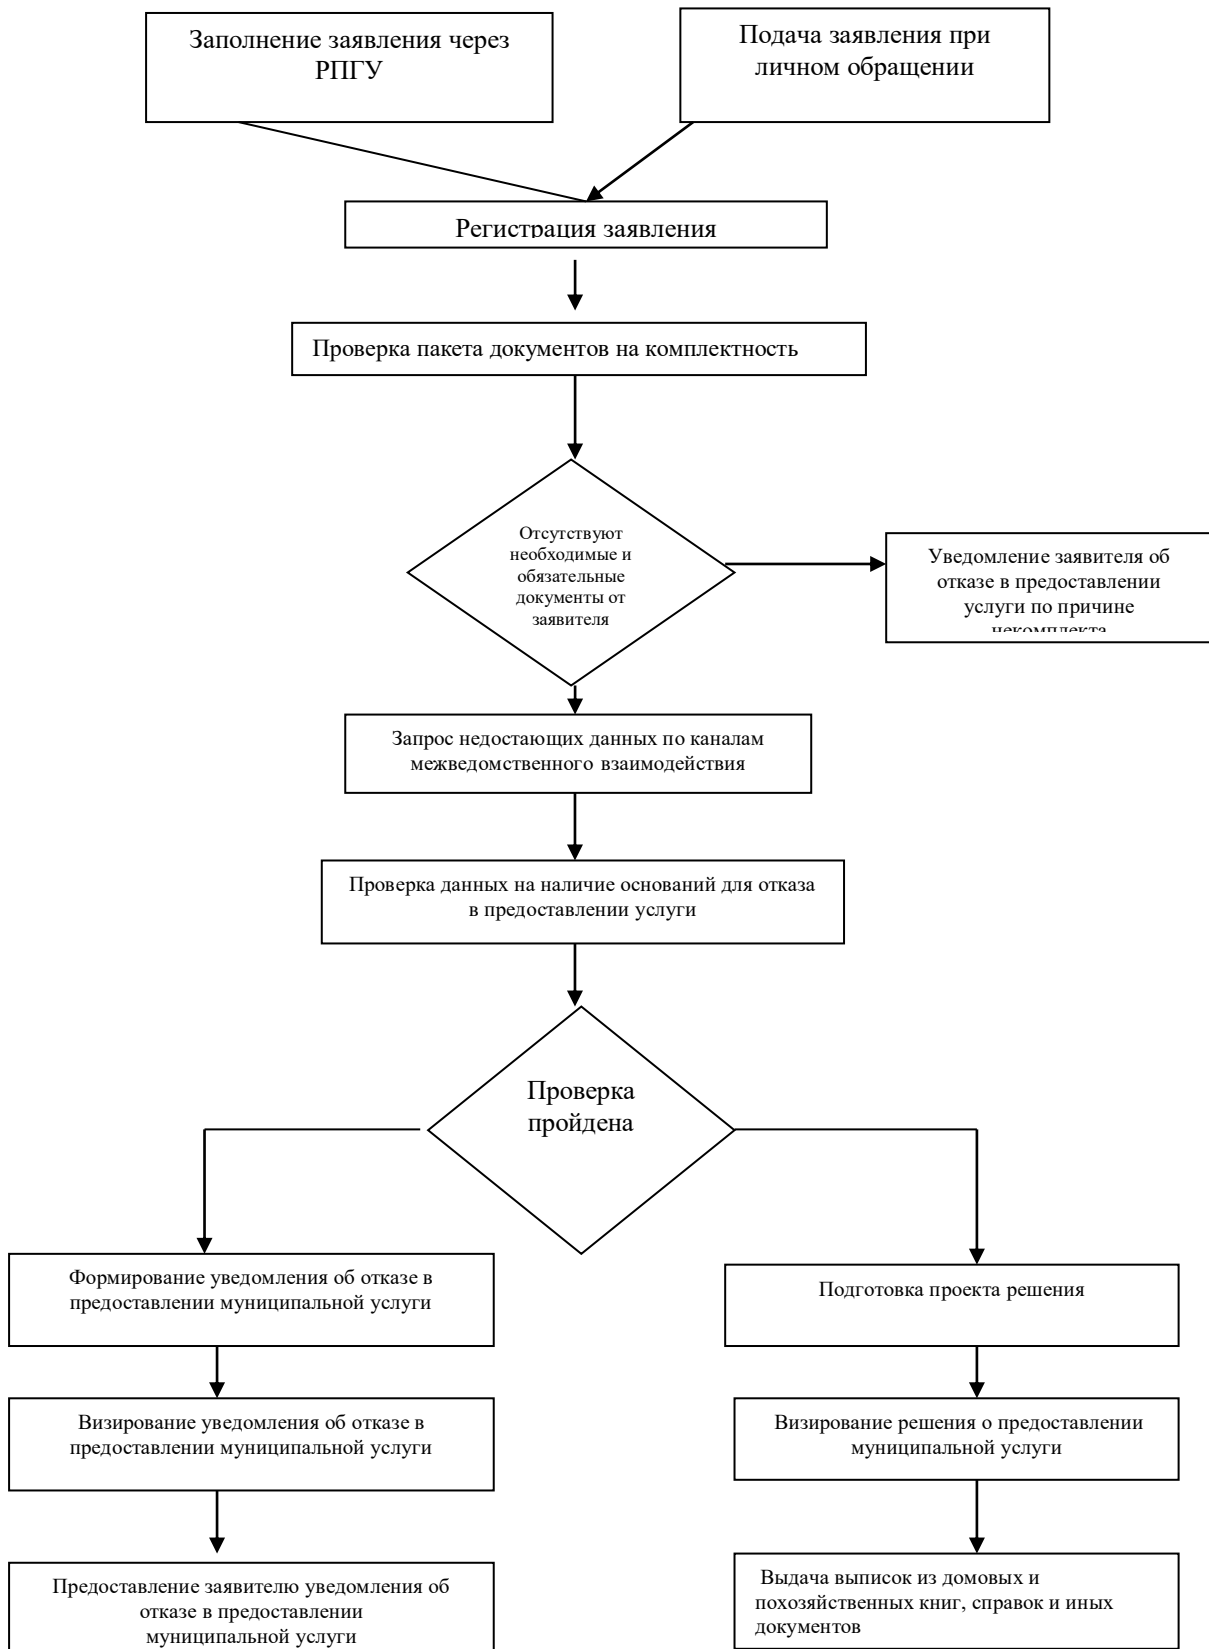 Заполнение заявления через
РПГУ
Подача заявления при
личном обращении
Регистрация заявления
Проверка пакета документов на комплектность
Отсутствуют
необходимые и
обязательные
документы от
заявителя
Уведомление заявителя об
отказе в предоставлении
услуги по причине
некомплекта
Запрос недостающих данных по каналам
межведомственного взаимодействия
Проверка данных на наличие оснований для отказа
в предоставлении услуги
Проверка
пройдена
Формирование уведомления об отказе в
предоставлении муниципальной услуги
Подготовка проекта решения
Визирование уведомления об отказе в
предоставлении муниципальной услуги
Визирование решения о предоставлении
муниципальной услуги
Предоставление заявителю уведомления об
отказе в предоставлении
муниципальной услуги
Выдача выписок из домовых и
похозяйственных книг, справок и иных
документов